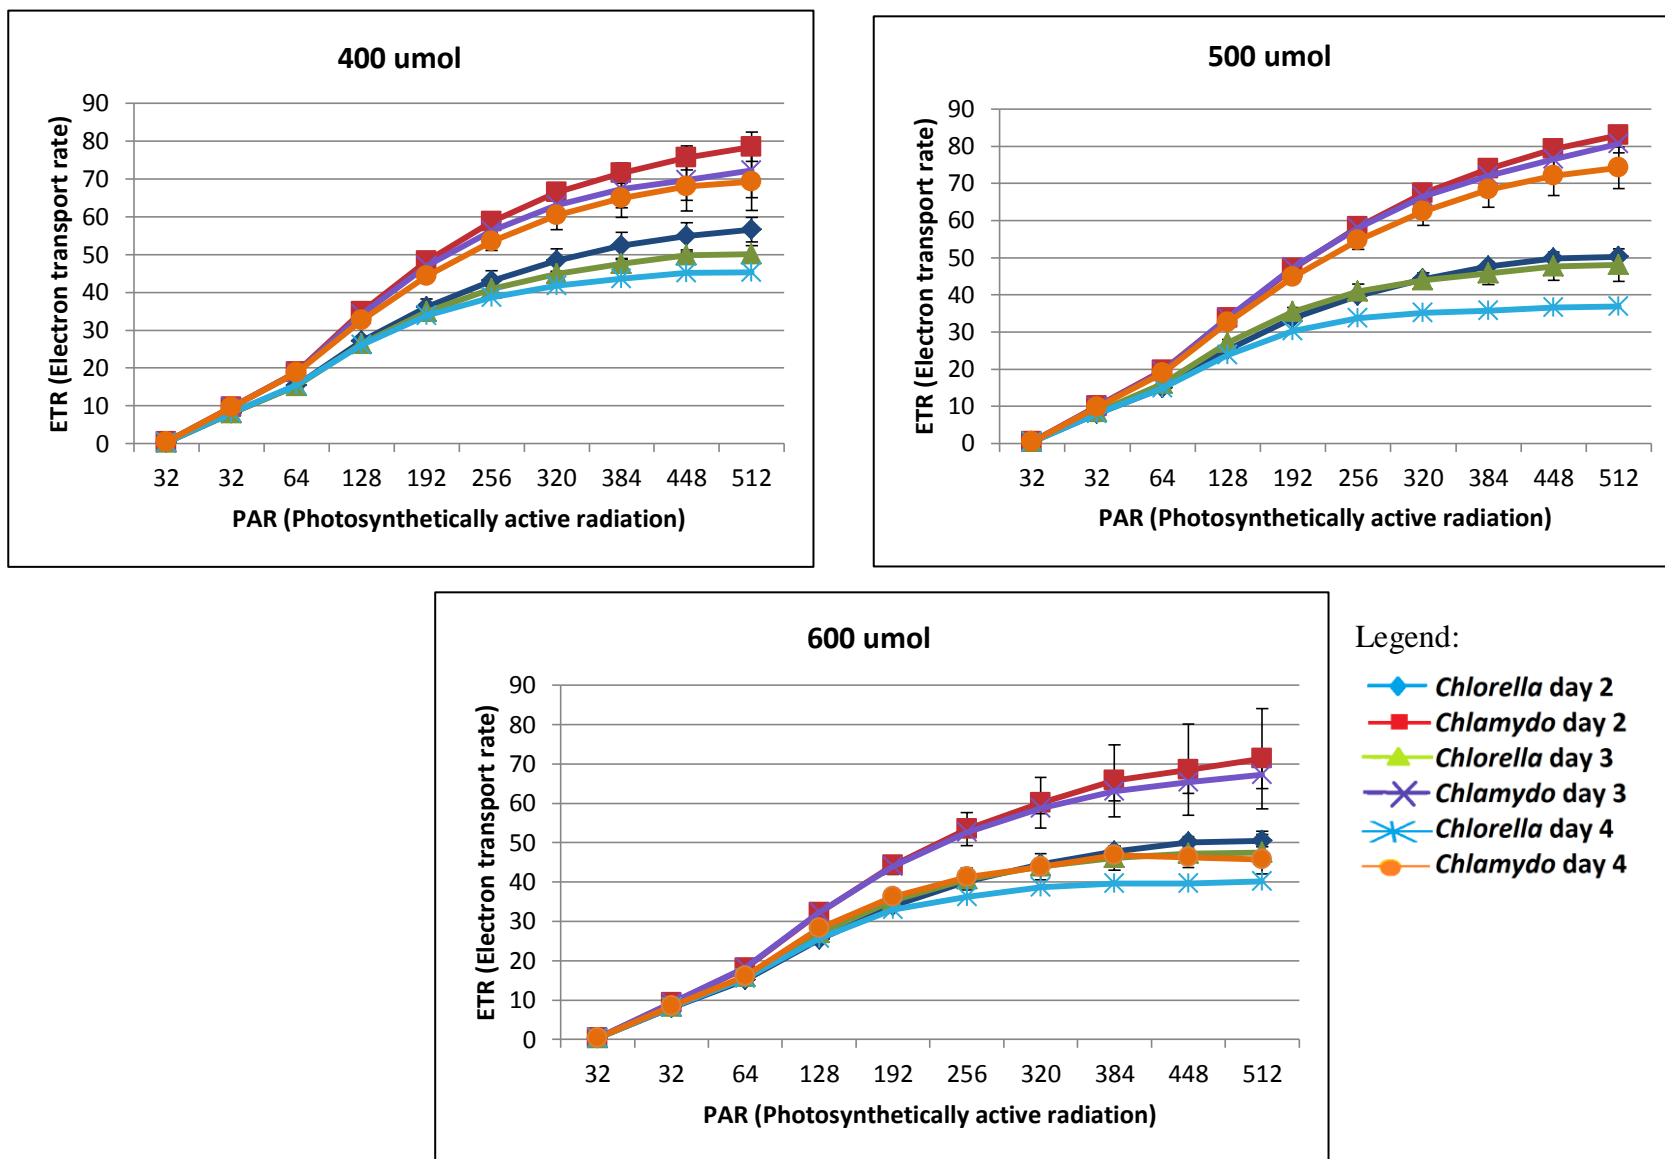 400 umol
ETR (Electron transport rate)
90
80
70
60
50
40
30
20
10
0
32 32 64 128 192 256 320 384 448 512
PAR (Photosynthetically active radiation)
500 umol
ETR (Electron transport rate)
90
80
70
60
50
40
30
20
10
0
32 32 64 128 192 256 320 384 448 512
PAR (Photosynthetically active radiation)
600 umol
ETR (Electron transport rate)
90
80
70
60
50
40
30
20
10
0
32 32 64 128 192 256 320 384 448 512
PAR (Photosynthetically active radiation)
Legend:
Chlorella day 2
Chlamydo day 2
Chlorella day 3
Chlamydo day 3
Chlorella day 4
Chlamydo day 4